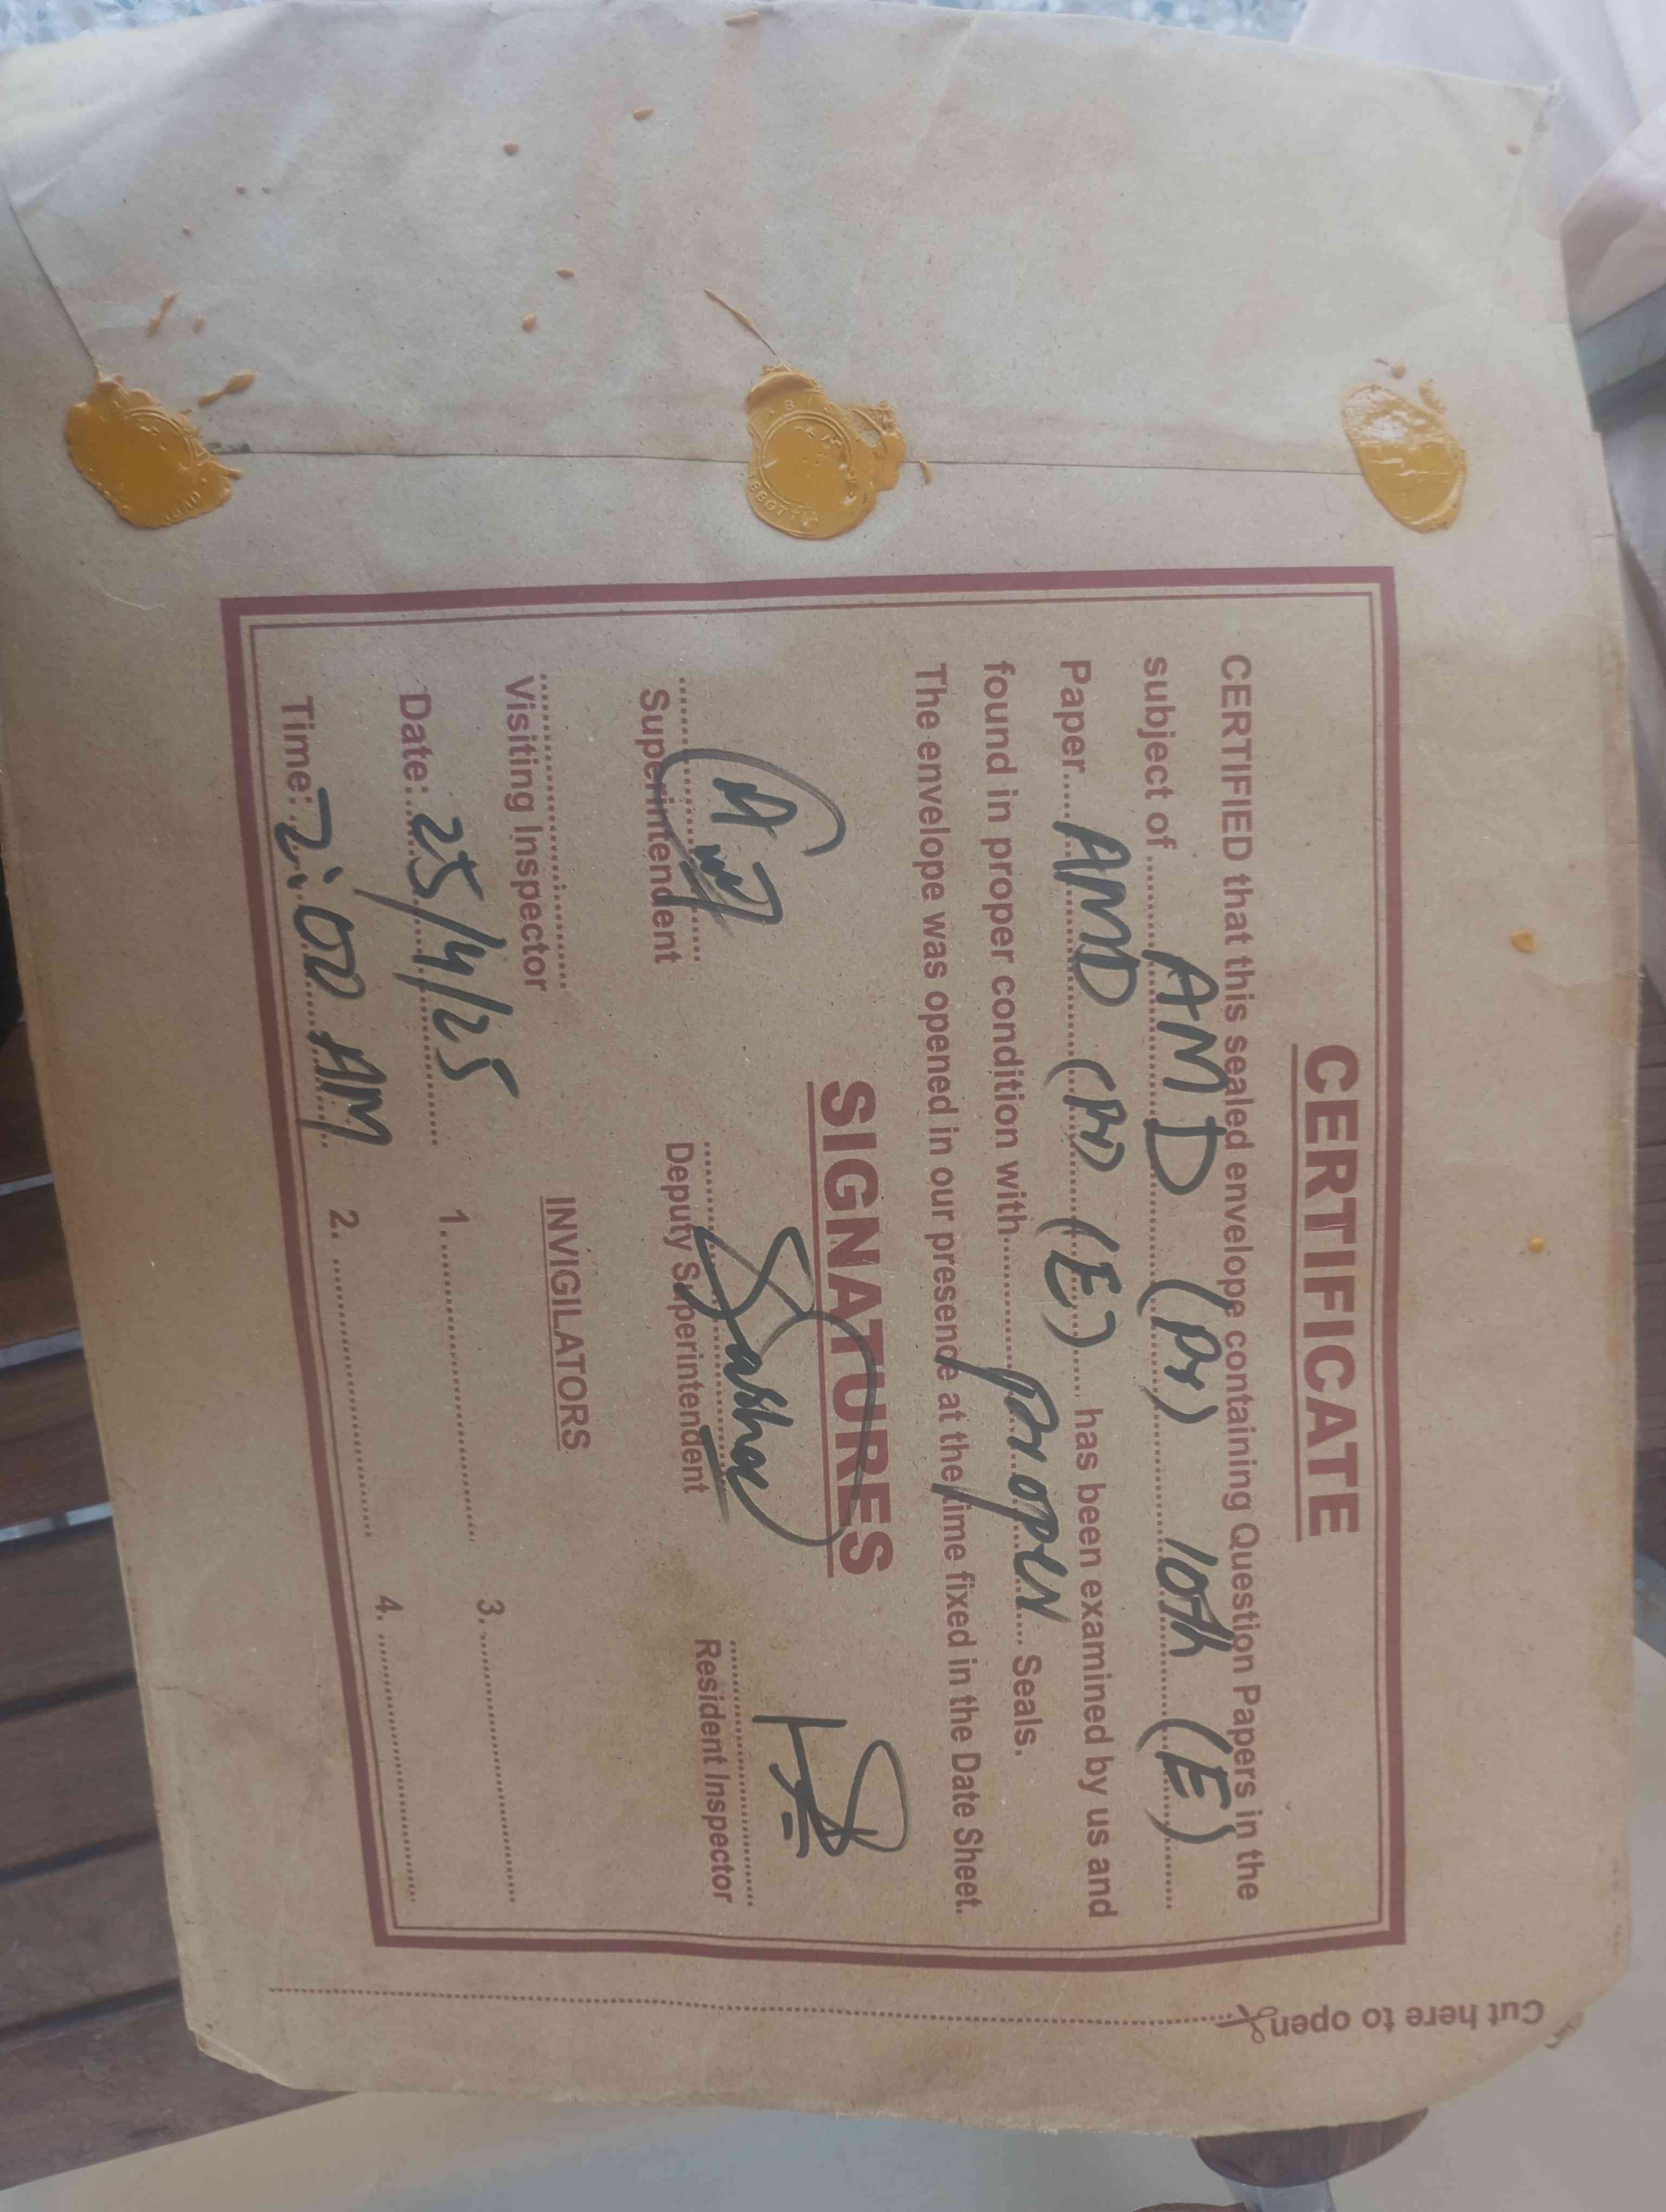 CERTIFICATE
CERTIFIED that this sealed envelope containing Question Papers in the
subject of ........ AMD (Pr) 10th (E) ........
Paper..... AMD (Pr) (E) ..... has been examined by us and
found in proper condition with............ Seals.
The envelope was opened in our presence at the time fixed in the Date Sheet.
SIGNATURES
Superintendent
Deputy Superintendent
Resident Inspector
Visiting Inspector
INVIGILATORS
Date: 25/4/25
Time: 2:00 AM
1.
2.
3.
4.
Cut here to open